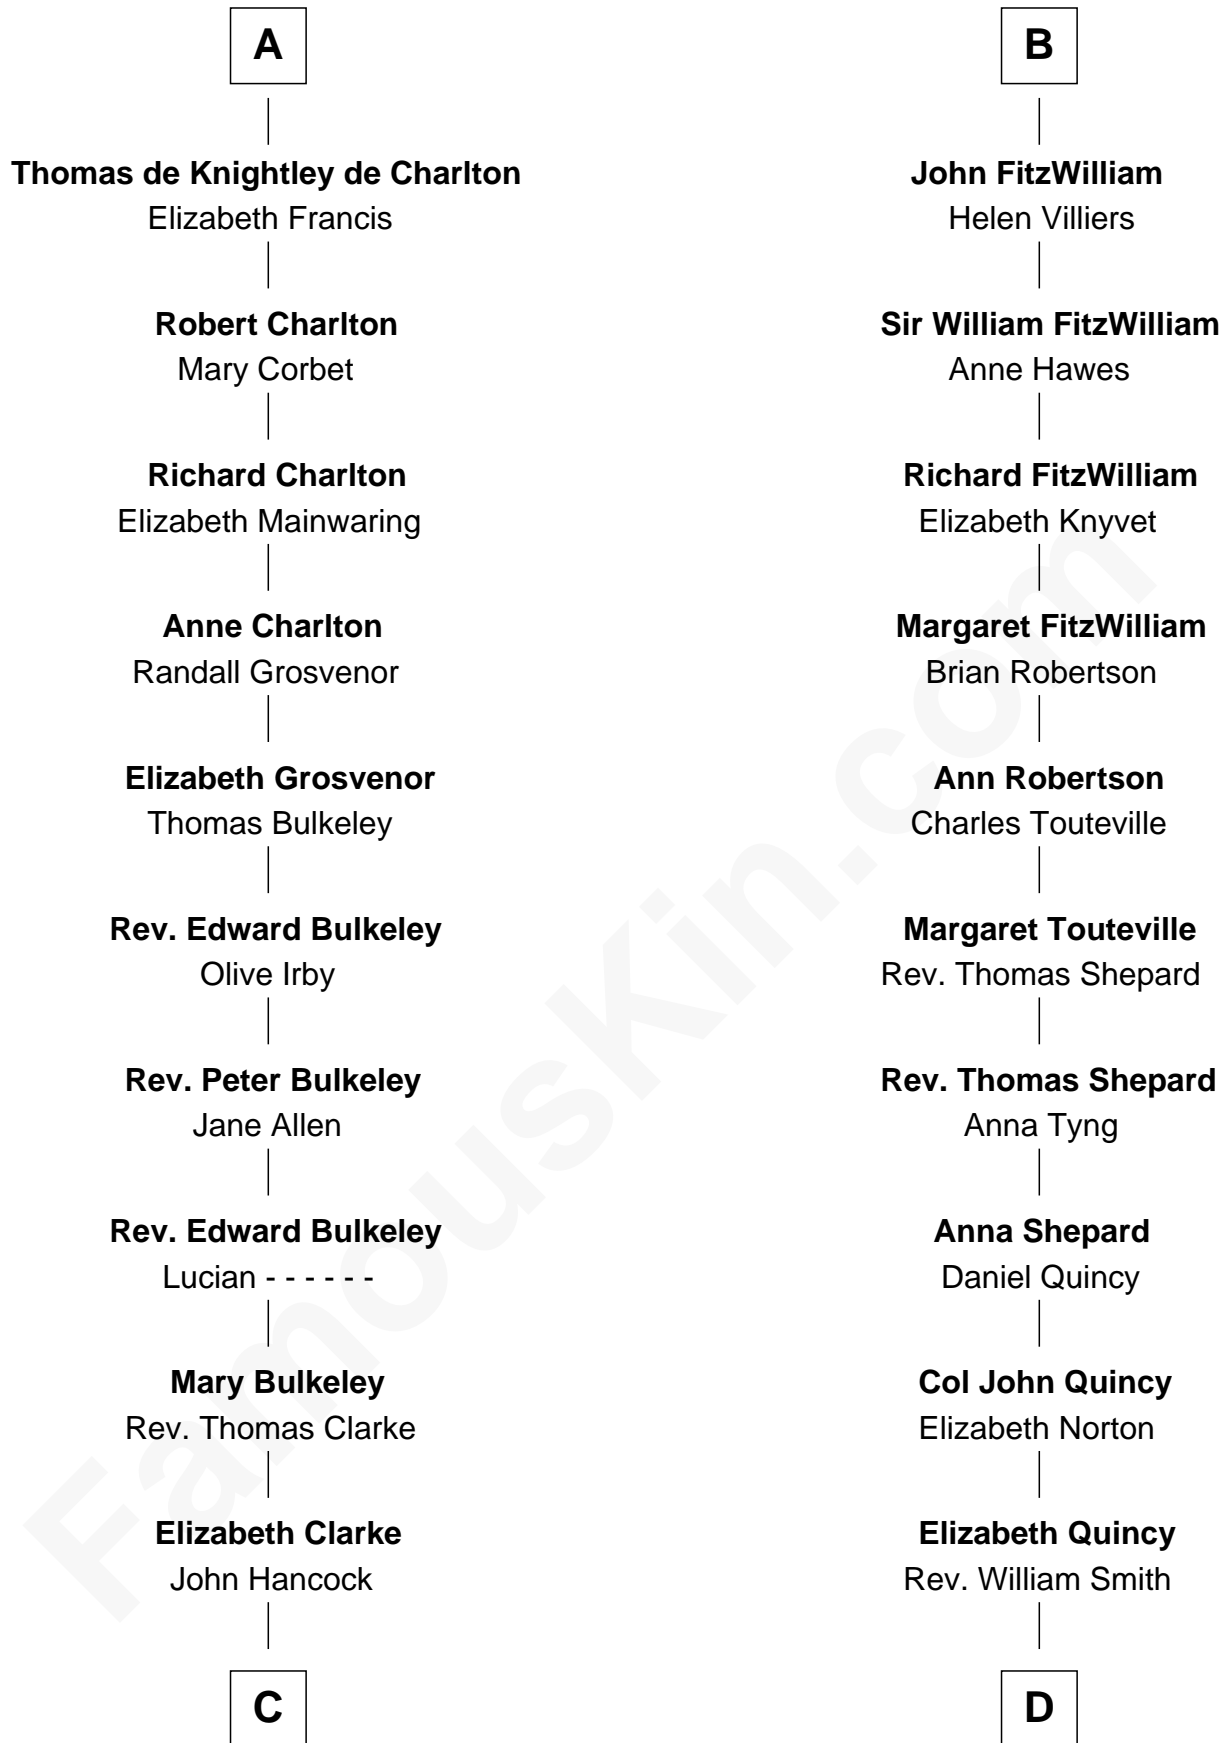 A
Thomas de Knightley de Charlton
Elizabeth Francis
Robert Charlton
Mary Corbet
Richard Charlton
Elizabeth Mainwaring
Anne Charlton
Randall Grosvenor
Elizabeth Grosvenor
Thomas Bulkeley
Rev. Edward Bulkeley
Olive Irby
Rev. Peter Bulkeley
Jane Allen
Rev. Edward Bulkeley
Lucian - - - - - -
Mary Bulkeley
Rev. Thomas Clarke
Elizabeth Clarke
John Hancock
C
B
John FitzWilliam
Helen Villiers
Sir William FitzWilliam
Anne Hawes
Richard FitzWilliam
Elizabeth Knyvet
Margaret FitzWilliam
Brian Robertson
Ann Robertson
Charles Touteville
Margaret Touteville
Rev. Thomas Shepard
Rev. Thomas Shepard
Anna Tyng
Anna Shepard
Daniel Quincy
Col John Quincy
Elizabeth Norton
Elizabeth Quincy
Rev. William Smith
D
FamousKin.com